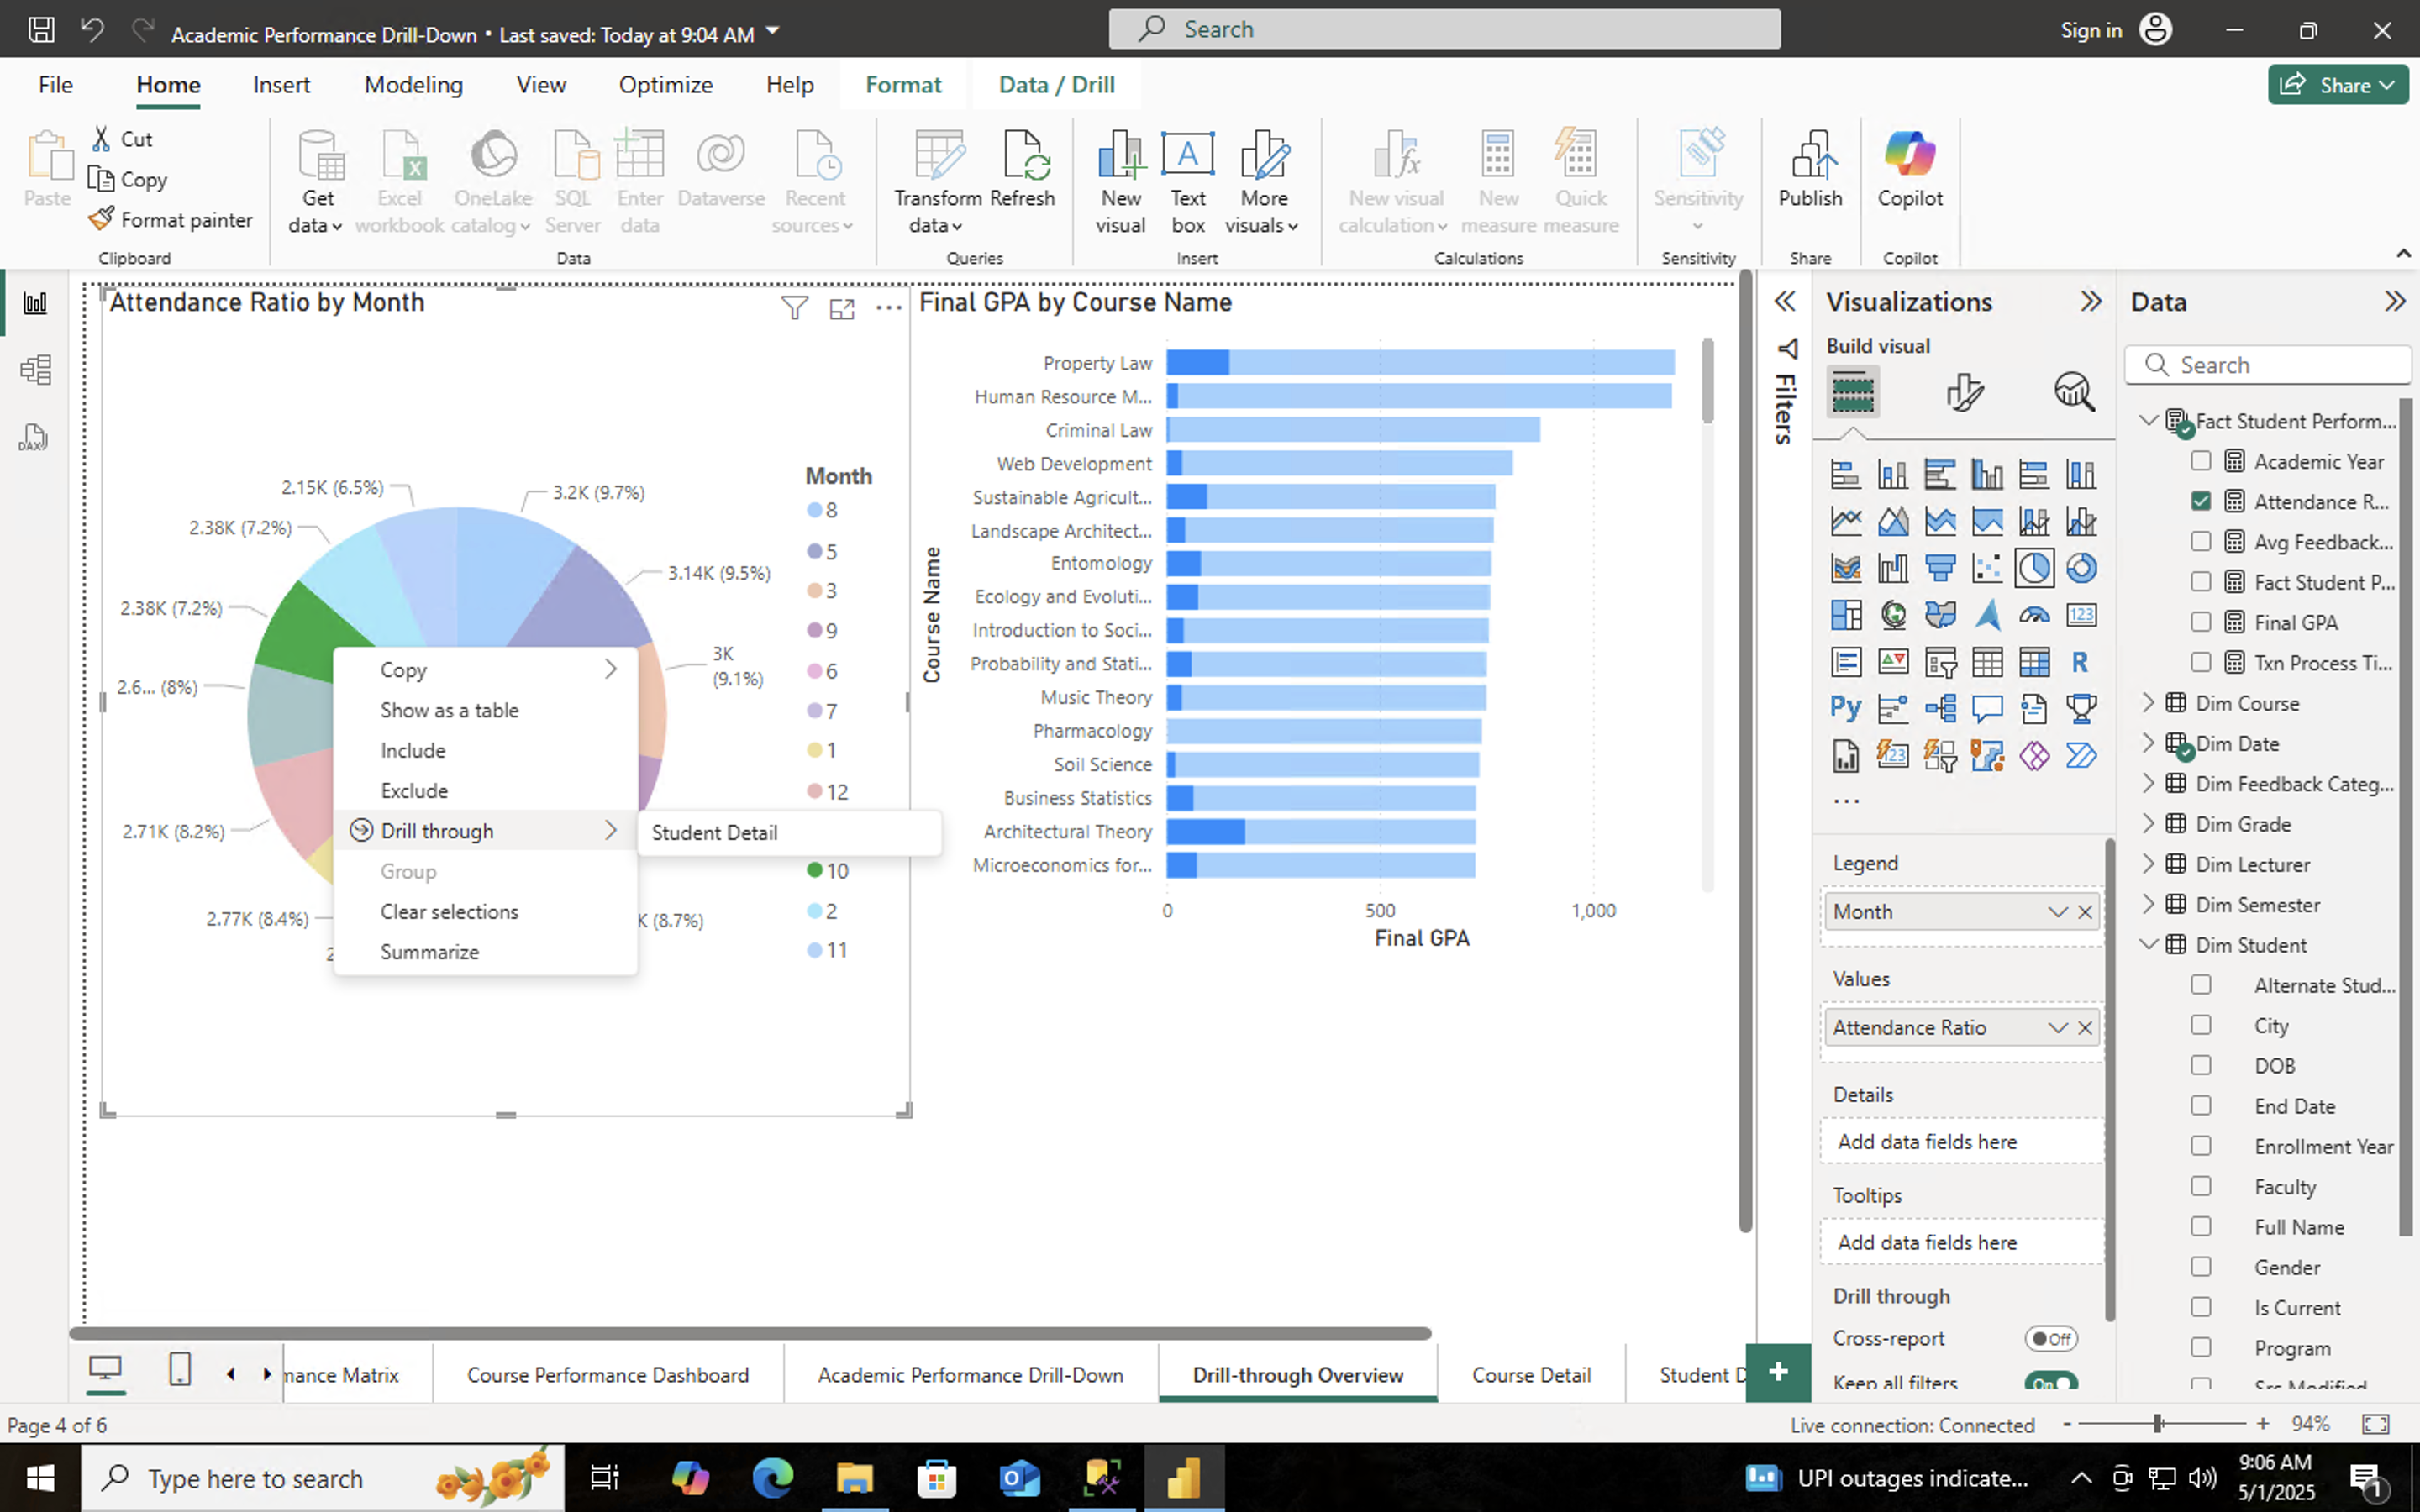 Academic Performance Drill-Down • Last saved: Today at 9:04 AM
Search
Sign in
File
Home
Insert
Modeling
View
Optimize
Help
Format
Data / Drill
Share
Paste
Cut
Copy
Format painter
Clipboard
Get data
Excel workbook
OneLake catalog
SQL Server
Enter data
Dataverse
Recent sources
Data
Transform data
Refresh
Queries
New visual
Text box
More visuals
Insert
New visual calculation
New measure
Quick measure
Calculations
Sensitivity
Sensitivity
Publish
Share
Copilot
Copilot
DAX
Attendance Ratio by Month
2.15K (6.5%)
3.2K (9.7%)
2.38K (7.2%)
3.14K (9.5%)
2.38K (7.2%)
3K
(9.1%)
2.6... (8%)
2.71K (8.2%)
2.77K (8.4%)
K (8.7%)
2
Month
8
5
3
9
6
7
1
12
10
2
11
Copy
Show as a table
Include
Exclude
Drill through
Student Detail
Group
Clear selections
Summarize
Final GPA by Course Name
Course Name
Property Law
Human Resource M...
Criminal Law
Web Development
Sustainable Agricult...
Landscape Architect...
Entomology
Ecology and Evoluti...
Introduction to Soci...
Probability and Stati...
Music Theory
Pharmacology
Soil Science
Business Statistics
Architectural Theory
Microeconomics for...
0
500
1,000
Final GPA
Filters
Visualizations
Build visual
R
Py
123
123
...
Legend
Month
Values
Attendance Ratio
Details
Add data fields here
Tooltips
Add data fields here
Drill through
Cross-report
Off
Keep all filters
On
Data
Search
Fact Student Perform...
Academic Year
Attendance R...
Avg Feedback...
Fact Student P...
Final GPA
Txn Process Ti...
Dim Course
Dim Date
Dim Feedback Categ...
Dim Grade
Dim Lecturer
Dim Semester
Dim Student
Alternate Stud...
City
DOB
End Date
Enrollment Year
Faculty
Full Name
Gender
Is Current
Program
Src Modified
mance Matrix
Course Performance Dashboard
Academic Performance Drill-Down
Drill-through Overview
Course Detail
Student D
+
Page 4 of 6
Live connection: Connected
-
+
94%
Type here to search
UPI outages indicate...
9:06 AM
5/1/2025
1